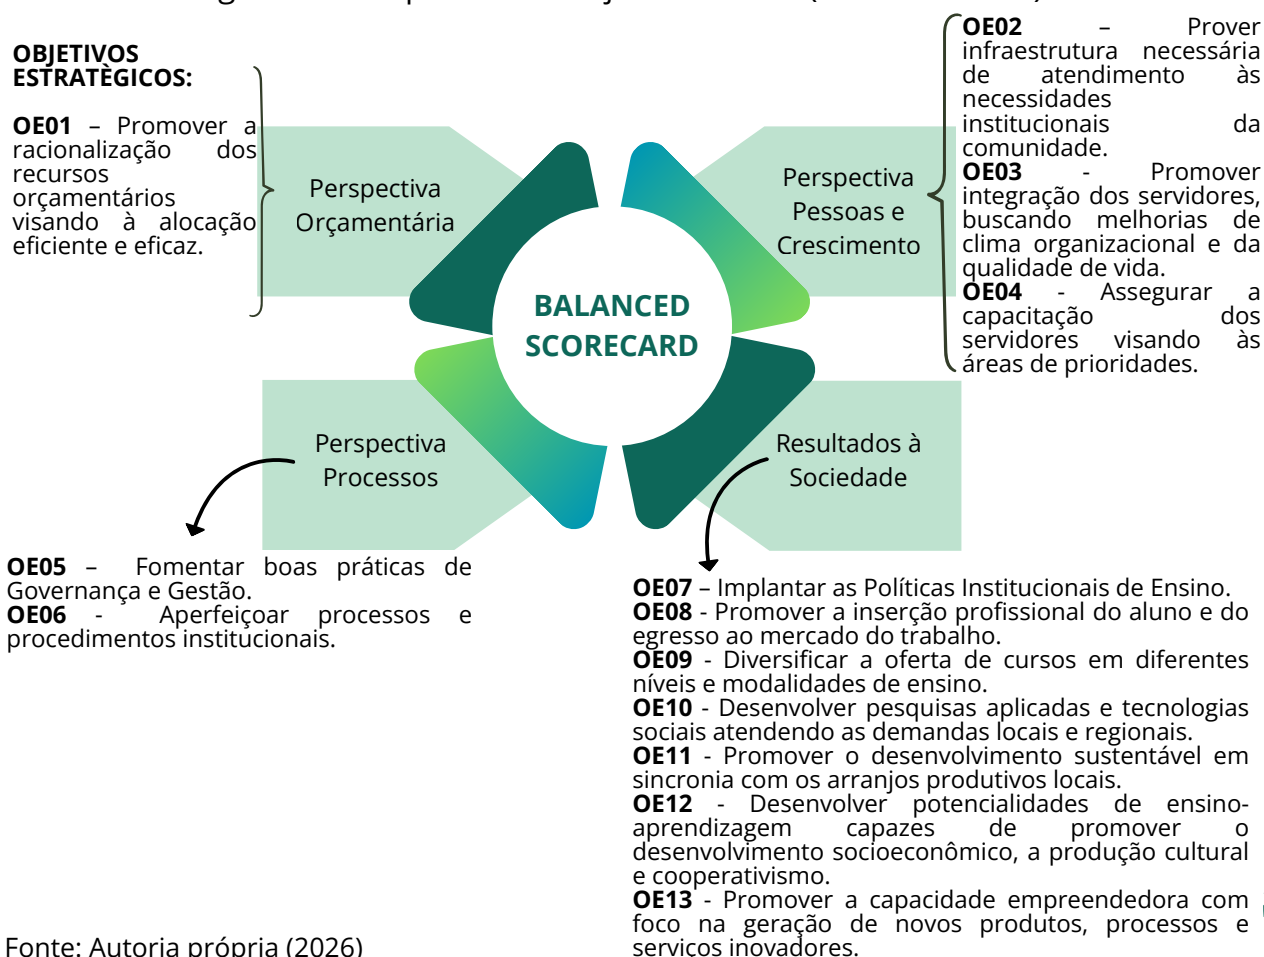 OBJETIVOS
ESTRATÈGICOS:
OE01 – Promover a
racionalização dos
recursos
orçamentários
visando à alocação
eficiente e eficaz.
Perspectiva
Orçamentária
Perspectiva
Pessoas e
Crescimento
OE02 – Prover
infraestrutura necessária
de atendimento às
necessidades
institucionais da
comunidade.
OE03 - Promover
integração dos servidores,
buscando melhorias de
clima organizacional e da
qualidade de vida.
OE04 - Assegurar a
capacitação dos
servidores visando às
áreas de prioridades.
BALANCED
SCORECARD
Perspectiva
Processos
Resultados à
Sociedade
OE05 – Fomentar boas práticas de
Governança e Gestão.
OE06 - Aperfeiçoar processos e
procedimentos institucionais.
OE07 – Implantar as Políticas Institucionais de Ensino.
OE08 - Promover a inserção profissional do aluno e do
egresso ao mercado do trabalho.
OE09 - Diversificar a oferta de cursos em diferentes
níveis e modalidades de ensino.
OE10 - Desenvolver pesquisas aplicadas e tecnologias
sociais atendendo as demandas locais e regionais.
OE11 - Promover o desenvolvimento sustentável em
sincronia com os arranjos produtivos locais.
OE12 - Desenvolver potencialidades de ensino-
aprendizagem capazes de promover o
desenvolvimento socioeconômico, a produção cultural
e cooperativismo.
OE13 - Promover a capacidade empreendedora com
foco na geração de novos produtos, processos e
serviços inovadores.
Fonte: Autoria própria (2026)